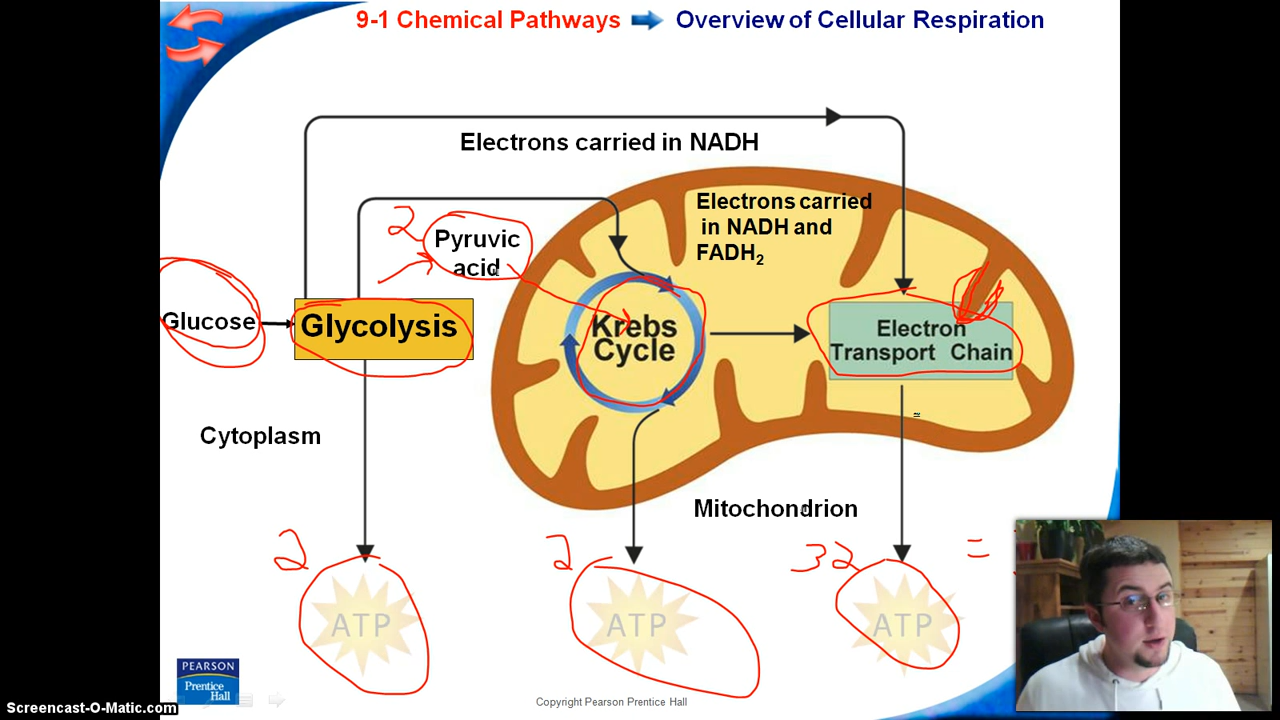 9-1 Chemical Pathways Overview of Cellular Respiration
Electrons carried in NADH
Electrons carried
in NADH and
FADH2
2
Pyruvic
acid
Glucose
Glycolysis
Krebs
Cycle
Electron
Transport Chain
Cytoplasm
Mitochondrion
2
2
32
=
ATP
ATP
ATP
PEARSON
Prentice
Hall
Copyright Pearson Prentice Hall
Screencast-O-Matic.com